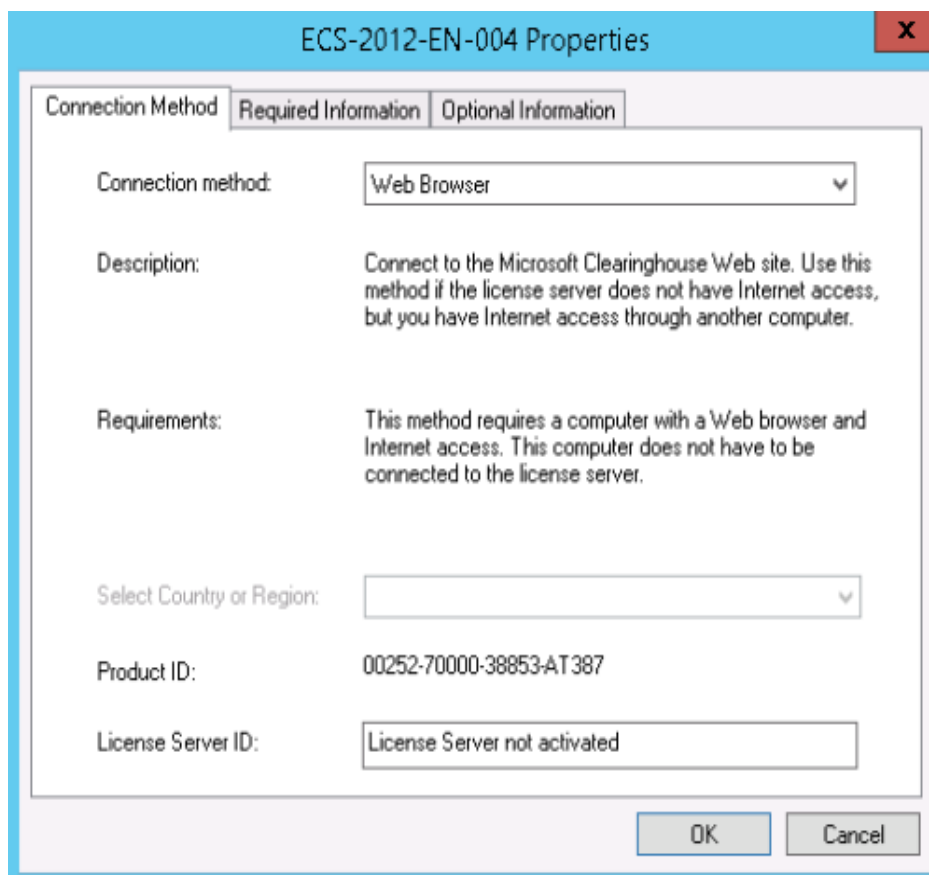 ECS-2012-EN-004 Properties
x
Connection Method Required Information Optional Information
Connection method: Web Browser
Description: Connect to the Microsoft Clearinghouse Web site. Use this
method if the license server does not have Internet access,
but you have Internet access through another computer.
Requirements: This method requires a computer with a Web browser and
Internet access. This computer does not have to be
connected to the license server.
Select Country or Region:
Product ID: 00252-70000-38853-AT387
License Server ID: License Server not activated
OK Cancel